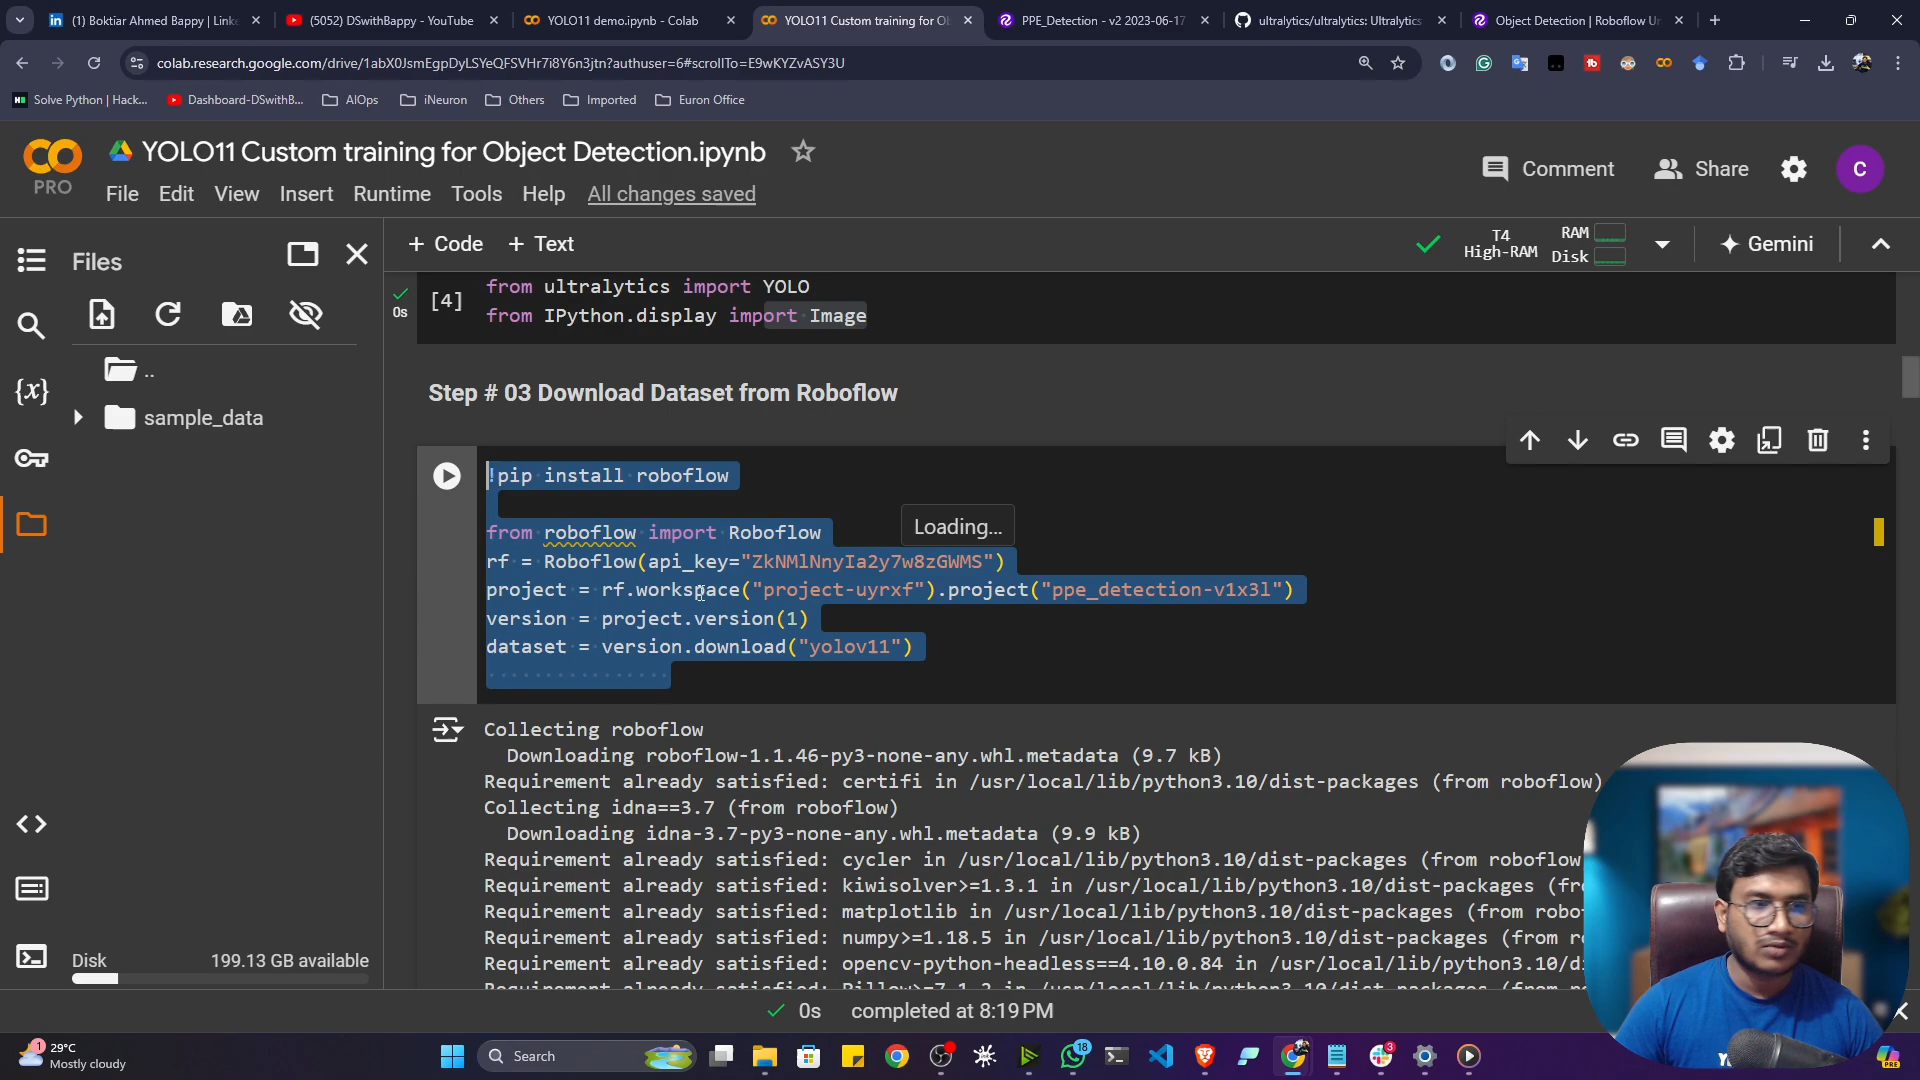 (1) Boktiar Ahmed Bappy | Linke
(5052) DSwithBappy - YouTube
YOLO11 demo.ipynb - Colab
YOLO11 Custom training for Ob
PPE_Detection - v2 2023-06-17
ultralytics/ultralytics: Ultralytics
Object Detection | Roboflow Un
colab.research.google.com/drive/1abX0JsmEgpDyLSYeQFSVHr7i8Y6n3jtn?authuser=6#scrollTo=E9wKYZvASY3U
Solve Python | Hack...
Dashboard-DSwithB...
AIOps
iNeuron
Others
Imported
Euron Office
YOLO11 Custom training for Object Detection.ipynb
PRO
File Edit View Insert Runtime Tools Help All changes saved
Comment
Share
C
Files
+ Code + Text
T4
High-RAM
RAM
Disk
Gemini
..
sample_data
0s
[4]
from ultralytics import YOLO
from IPython.display import Image
Step # 03 Download Dataset from Roboflow
!pip install roboflow
Loading...
from roboflow import Roboflow
rf = Roboflow(api_key="ZkNMlNnyIa2y7w8zGWMS")
project = rf.workspace("project-uyrxf").project("ppe_detection-v1x3l")
version = project.version(1)
dataset = version.download("yolov11")
Collecting roboflow
Downloading roboflow-1.1.46-py3-none-any.whl.metadata (9.7 kB)
Requirement already satisfied: certifi in /usr/local/lib/python3.10/dist-packages (from roboflow)
Collecting idna==3.7 (from roboflow)
Downloading idna-3.7-py3-none-any.whl.metadata (9.9 kB)
Requirement already satisfied: cycler in /usr/local/lib/python3.10/dist-packages (from roboflow
Requirement already satisfied: kiwisolver>=1.3.1 in /usr/local/lib/python3.10/dist-packages (fr
Requirement already satisfied: matplotlib in /usr/local/lib/python3.10/dist-packages (from robo
Requirement already satisfied: numpy>=1.18.5 in /usr/local/lib/python3.10/dist-packages (from r
Requirement already satisfied: opencv-python-headless==4.10.0.84 in /usr/local/lib/python3.10/di
Disk
199.13 GB available
0s completed at 8:19 PM
29°C
Mostly cloudy
Search
18
3